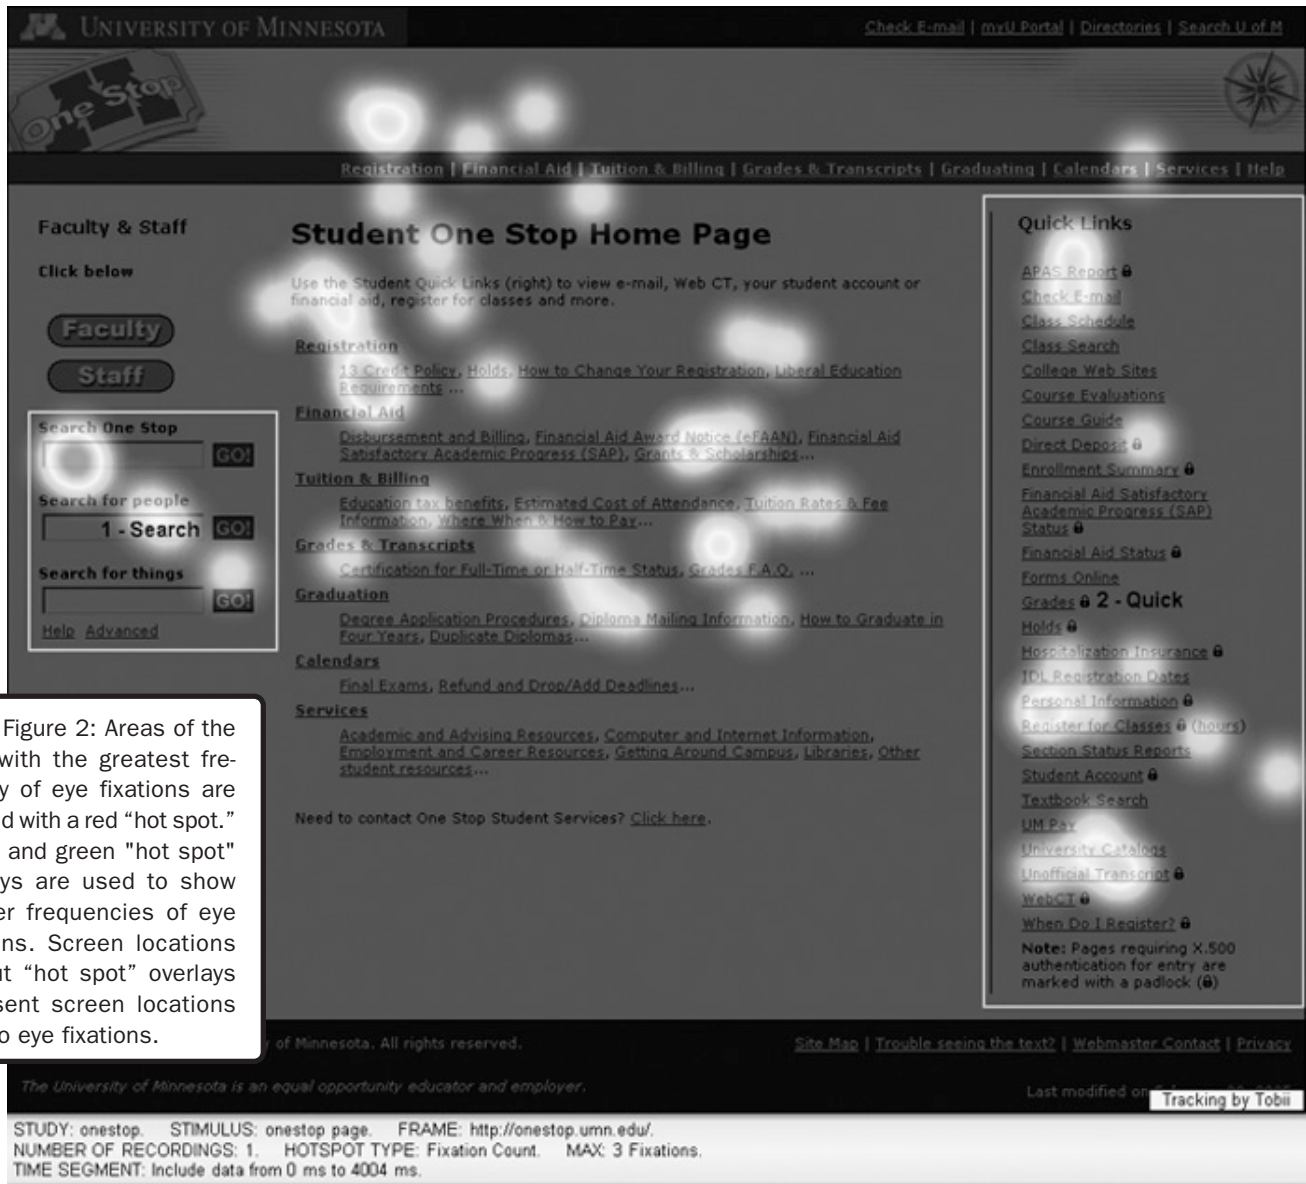 UNIVERSITY OF MINNESOTA
Check E-mail | myU Portal | Directories | Search U of M
One Stop
Registration | Financial Aid | Tuition & Billing | Grades & Transcripts | Graduating | Calendars | Services | Help
Faculty & Staff
Click below
Faculty
Staff
Search One Stop
GO!
Search for people
1 - Search GO!
Search for things
GO!
Help Advanced
Student One Stop Home Page
Use the Student Quick Links (right) to view e-mail, Web CT, your student account or
financial aid, register for classes and more.
Registration
13 Credit Policy, Holds, How to Change Your Registration, Liberal Education
Requirements ...
Financial Aid
Disbursement and Billing, Financial Aid Award Notice (eFAAN), Financial Aid
Satisfactory Academic Progress (SAP), Grants & Scholarships...
Tuition & Billing
Education tax benefits, Estimated Cost of Attendance, Tuition Rates & Fee
Information, Where When & How to Pay...
Grades & Transcripts
Certification for Full-Time or Half-Time Status, Grades F.A.Q. ...
Graduation
Degree Application Procedures, Diploma Mailing Information, How to Graduate in
Four Years, Duplicate Diplomas...
Calendars
Final Exams, Refund and Drop/Add Deadlines...
Services
Academic and Advising Resources, Computer and Internet Information,
Employment and Career Resources, Getting Around Campus, Libraries, Other
student resources...
Need to contact One Stop Student Services? Click here.
Quick Links
APAS Report
Check E-mail
Class Schedule
Class Search
College Web Sites
Course Evaluations
Course Guide
Direct Deposit
Enrollment Summary
Financial Aid Satisfactory
Academic Progress (SAP)
Status
Financial Aid Status
Forms Online
Grades 2 - Quick
Holds
Hospitalization Insurance
IDL Registration Dates
Personal Information
Register for Classes (hours)
Section Status Reports
Student Account
Textbook Search
UM Pay
University Catalogs
Unofficial Transcript
WebCT
When Do I Register?
Note: Pages requiring X.500
authentication for entry are
marked with a padlock ( )
Figure 2: Areas of the
with the greatest fre-
y of eye fixations are
d with a red “hot spot.”
and green "hot spot"
ys are used to show
er frequencies of eye
ns. Screen locations
ut “hot spot” overlays
sent screen locations
o eye fixations.
y of Minnesota. All rights reserved.
Site Map | Trouble seeing the text? | Webmaster Contact | Privacy
The University of Minnesota is an equal opportunity educator and employer.
Last modified on
Tracking by Tobii
STUDY: onestop. STIMULUS: onestop page. FRAME: http://onestop.umn.edu/.
NUMBER OF RECORDINGS: 1. HOTSPOT TYPE: Fixation Count. MAX: 3 Fixations.
TIME SEGMENT: Include data from 0 ms to 4004 ms.